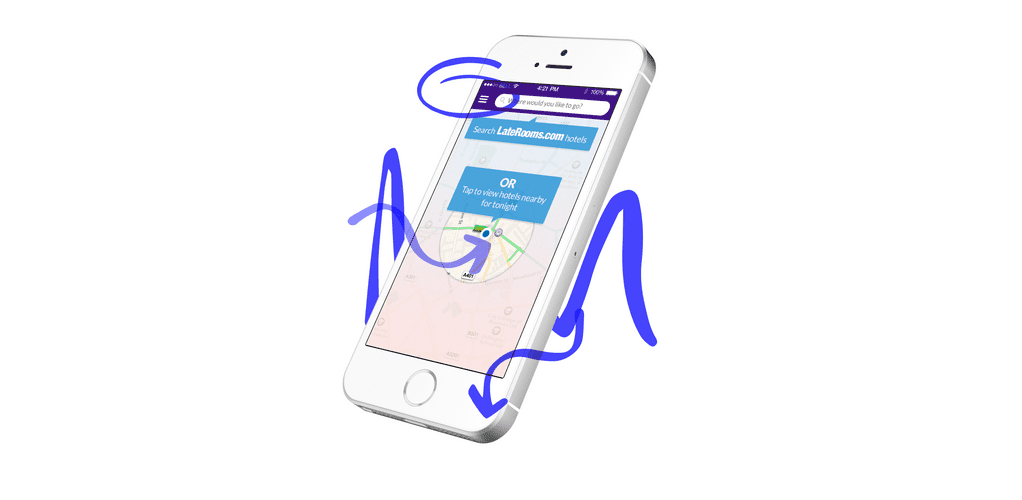 4:21 PM
100%
Where would you like to go?
Search LateRooms.com hotels
OR
Tap to view hotels nearby
for tonight
A401